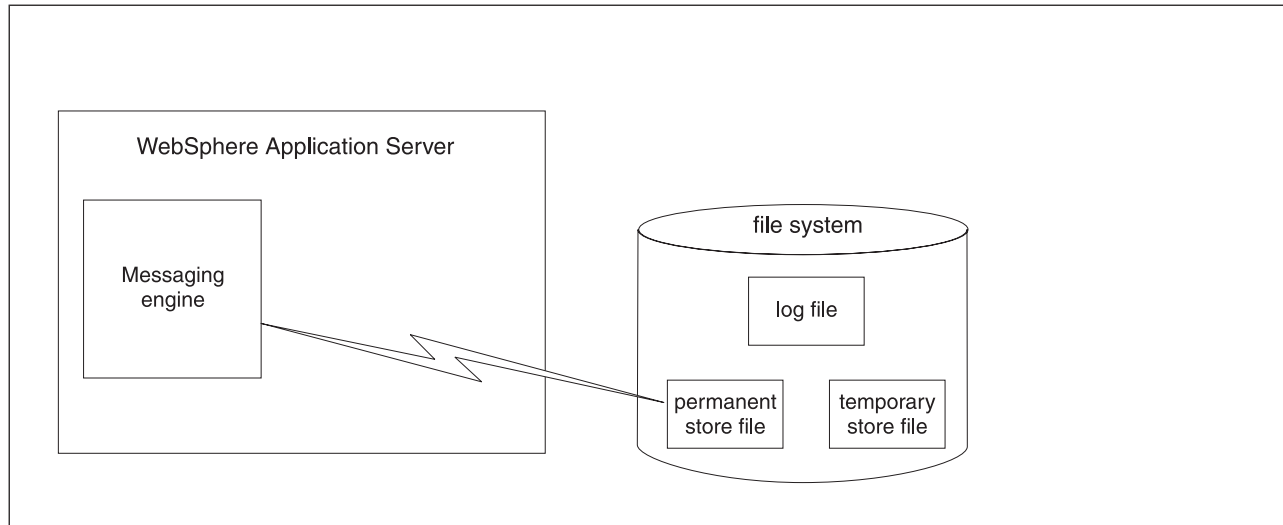 WebSphere Application Server
Messaging
engine
file system
log file
permanent
store file
temporary
store file